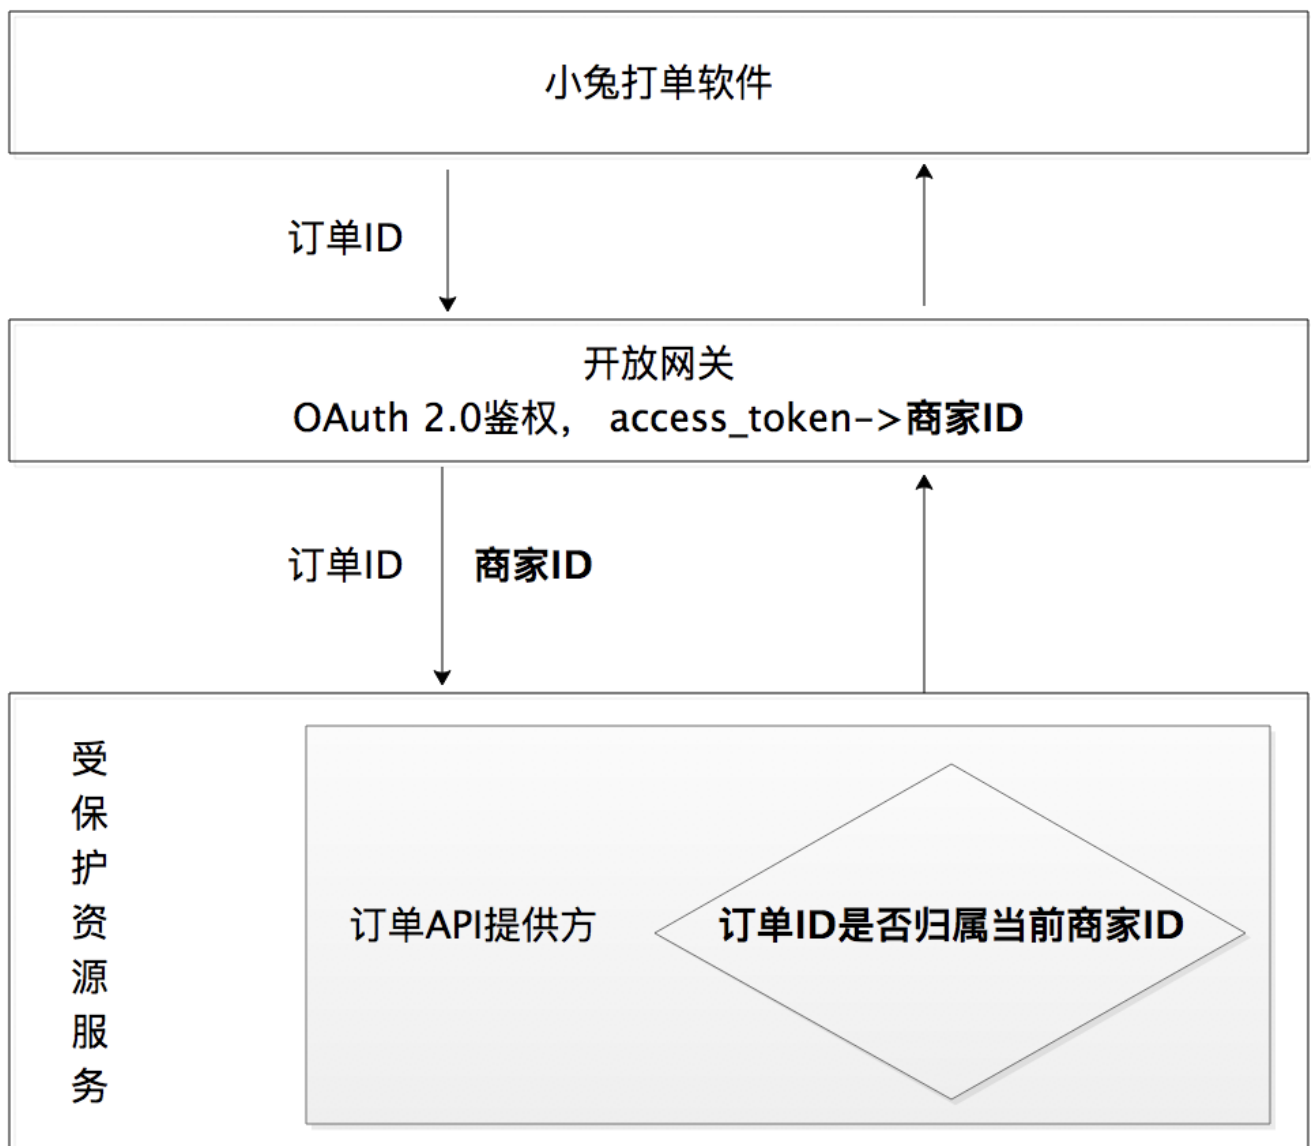 小兔打单软件
订单ID
开放网关
OAuth 2.0鉴权， access_token->商家ID
订单ID 商家ID
受保护资源服务
订单API提供方
订单ID是否归属当前商家ID